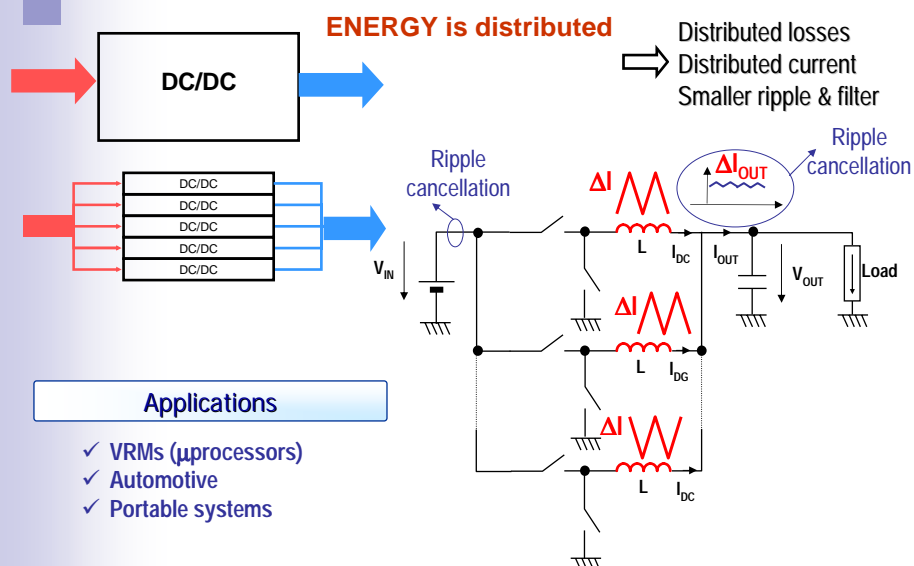 ENERGY is distributed
Distributed losses
Distributed current
Smaller ripple & filter
DC/DC
DC/DC
DC/DC
DC/DC
DC/DC
DC/DC
Ripple
cancellation
Ripple
cancellation
ΔI
ΔIOUT
L
IDC
IOUT
VIN
VOUT
Load
ΔI
L
IDG
ΔI
L
IDC
Applications
✓ VRMs (μprocessors)
✓ Automotive
✓ Portable systems